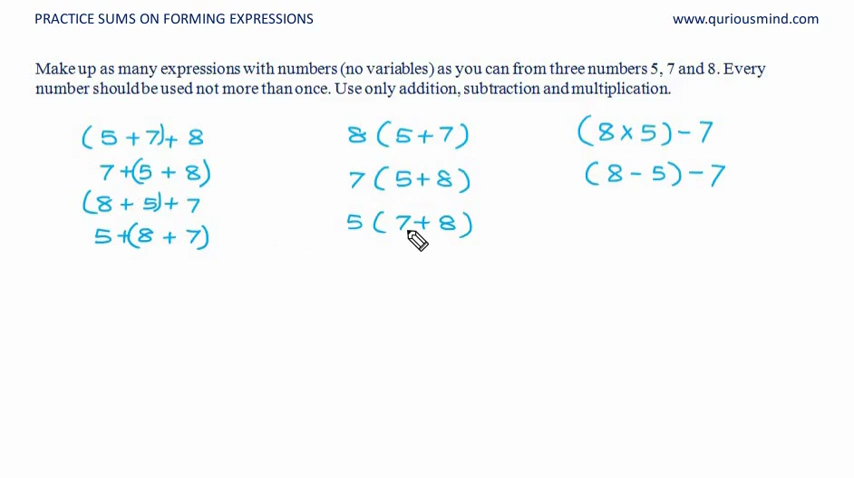 PRACTICE SUMS ON FORMING EXPRESSIONS
www.quriousmind.com
Make up as many expressions with numbers (no variables) as you can from three numbers 5, 7 and 8. Every
number should be used not more than once. Use only addition, subtraction and multiplication.
(5 + 7) + 8
7 + (5 + 8)
(8 + 5) + 7
5 + (8 + 7)
8 (5 + 7)
7 (5 + 8)
5 (7 + 8)
(8 × 5) - 7
(8 - 5) - 7